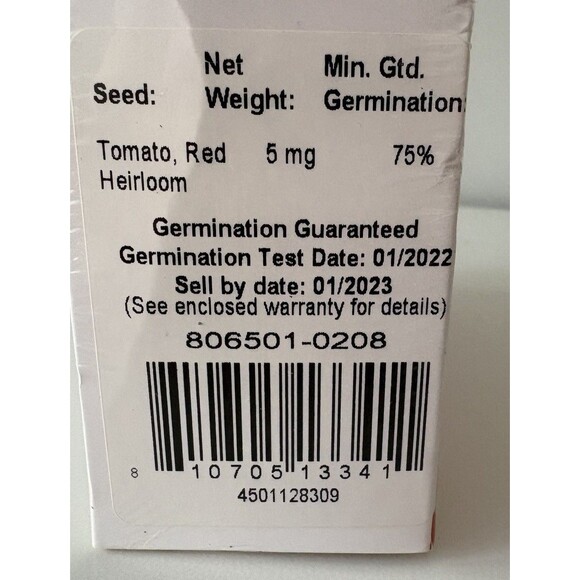 Seed: Net Weight: Min. Gtd. Germination
Tomato, Red Heirloom 5 mg 75%
Germination Guaranteed
Germination Test Date: 01/2022
Sell by date: 01/2023
(See enclosed warranty for details)
806501-0208
8 10705 13341
4501128309